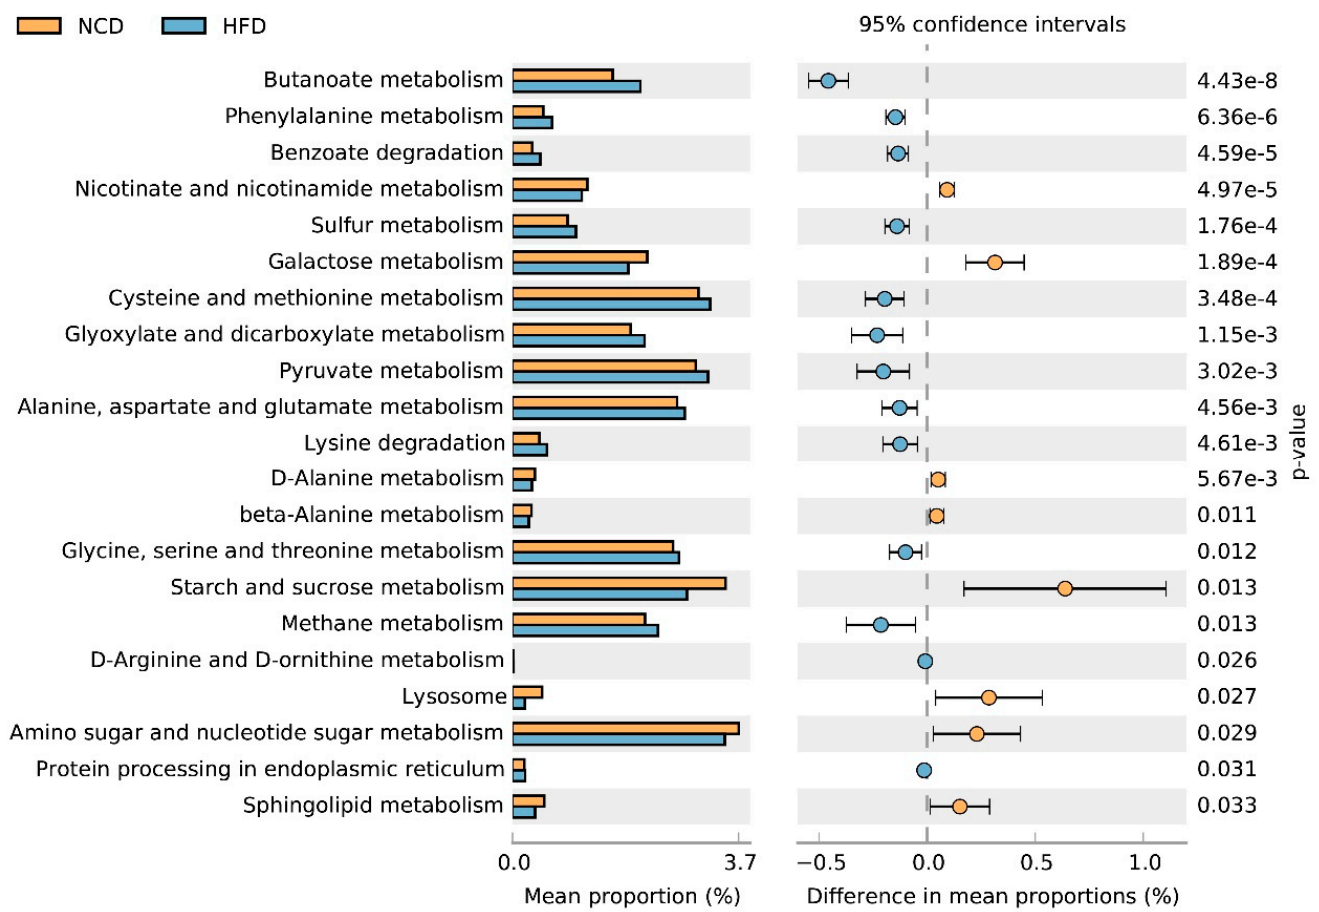 NCD HFD 95% confidence intervals
Butanoate metabolism 4.43e-8
Phenylalanine metabolism 6.36e-6
Benzoate degradation 4.59e-5
Nicotinate and nicotinamide metabolism 4.97e-5
Sulfur metabolism 1.76e-4
Galactose metabolism 1.89e-4
Cysteine and methionine metabolism 3.48e-4
Glyoxylate and dicarboxylate metabolism 1.15e-3
Pyruvate metabolism 3.02e-3
Alanine, aspartate and glutamate metabolism 4.56e-3
Lysine degradation 4.61e-3
D-Alanine metabolism 5.67e-3
beta-Alanine metabolism 0.011
Glycine, serine and threonine metabolism 0.012
Starch and sucrose metabolism 0.013
Methane metabolism 0.013
D-Arginine and D-ornithine metabolism 0.026
Lysosome 0.027
Amino sugar and nucleotide sugar metabolism 0.029
Protein processing in endoplasmic reticulum 0.031
Sphingolipid metabolism 0.033
p-value
0.0 3.7 −0.5 0.0 0.5 1.0
Mean proportion (%) Difference in mean proportions (%)